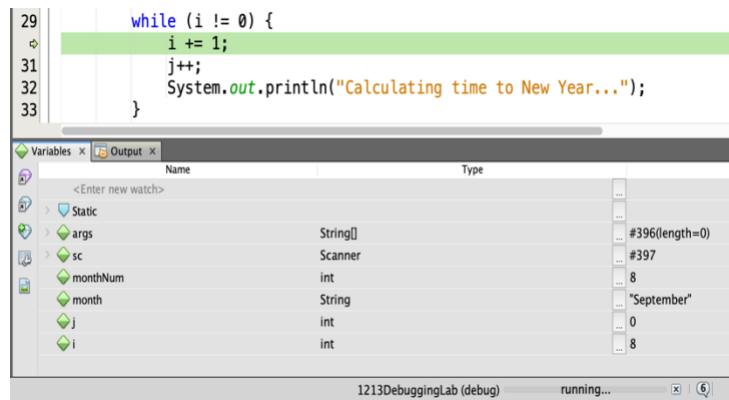 29 while (i != 0) {
i += 1;
31 j++;
32 System.out.println("Calculating time to New Year...");
33 }
Variables × Output ×
Name Type
<Enter new watch> ...
Static ...
args String[] ... #396(length=0)
sc Scanner ... #397
monthNum int ... 8
month String ... "September"
j int ... 0
i int ... 8
1213DebuggingLab (debug) running... 6